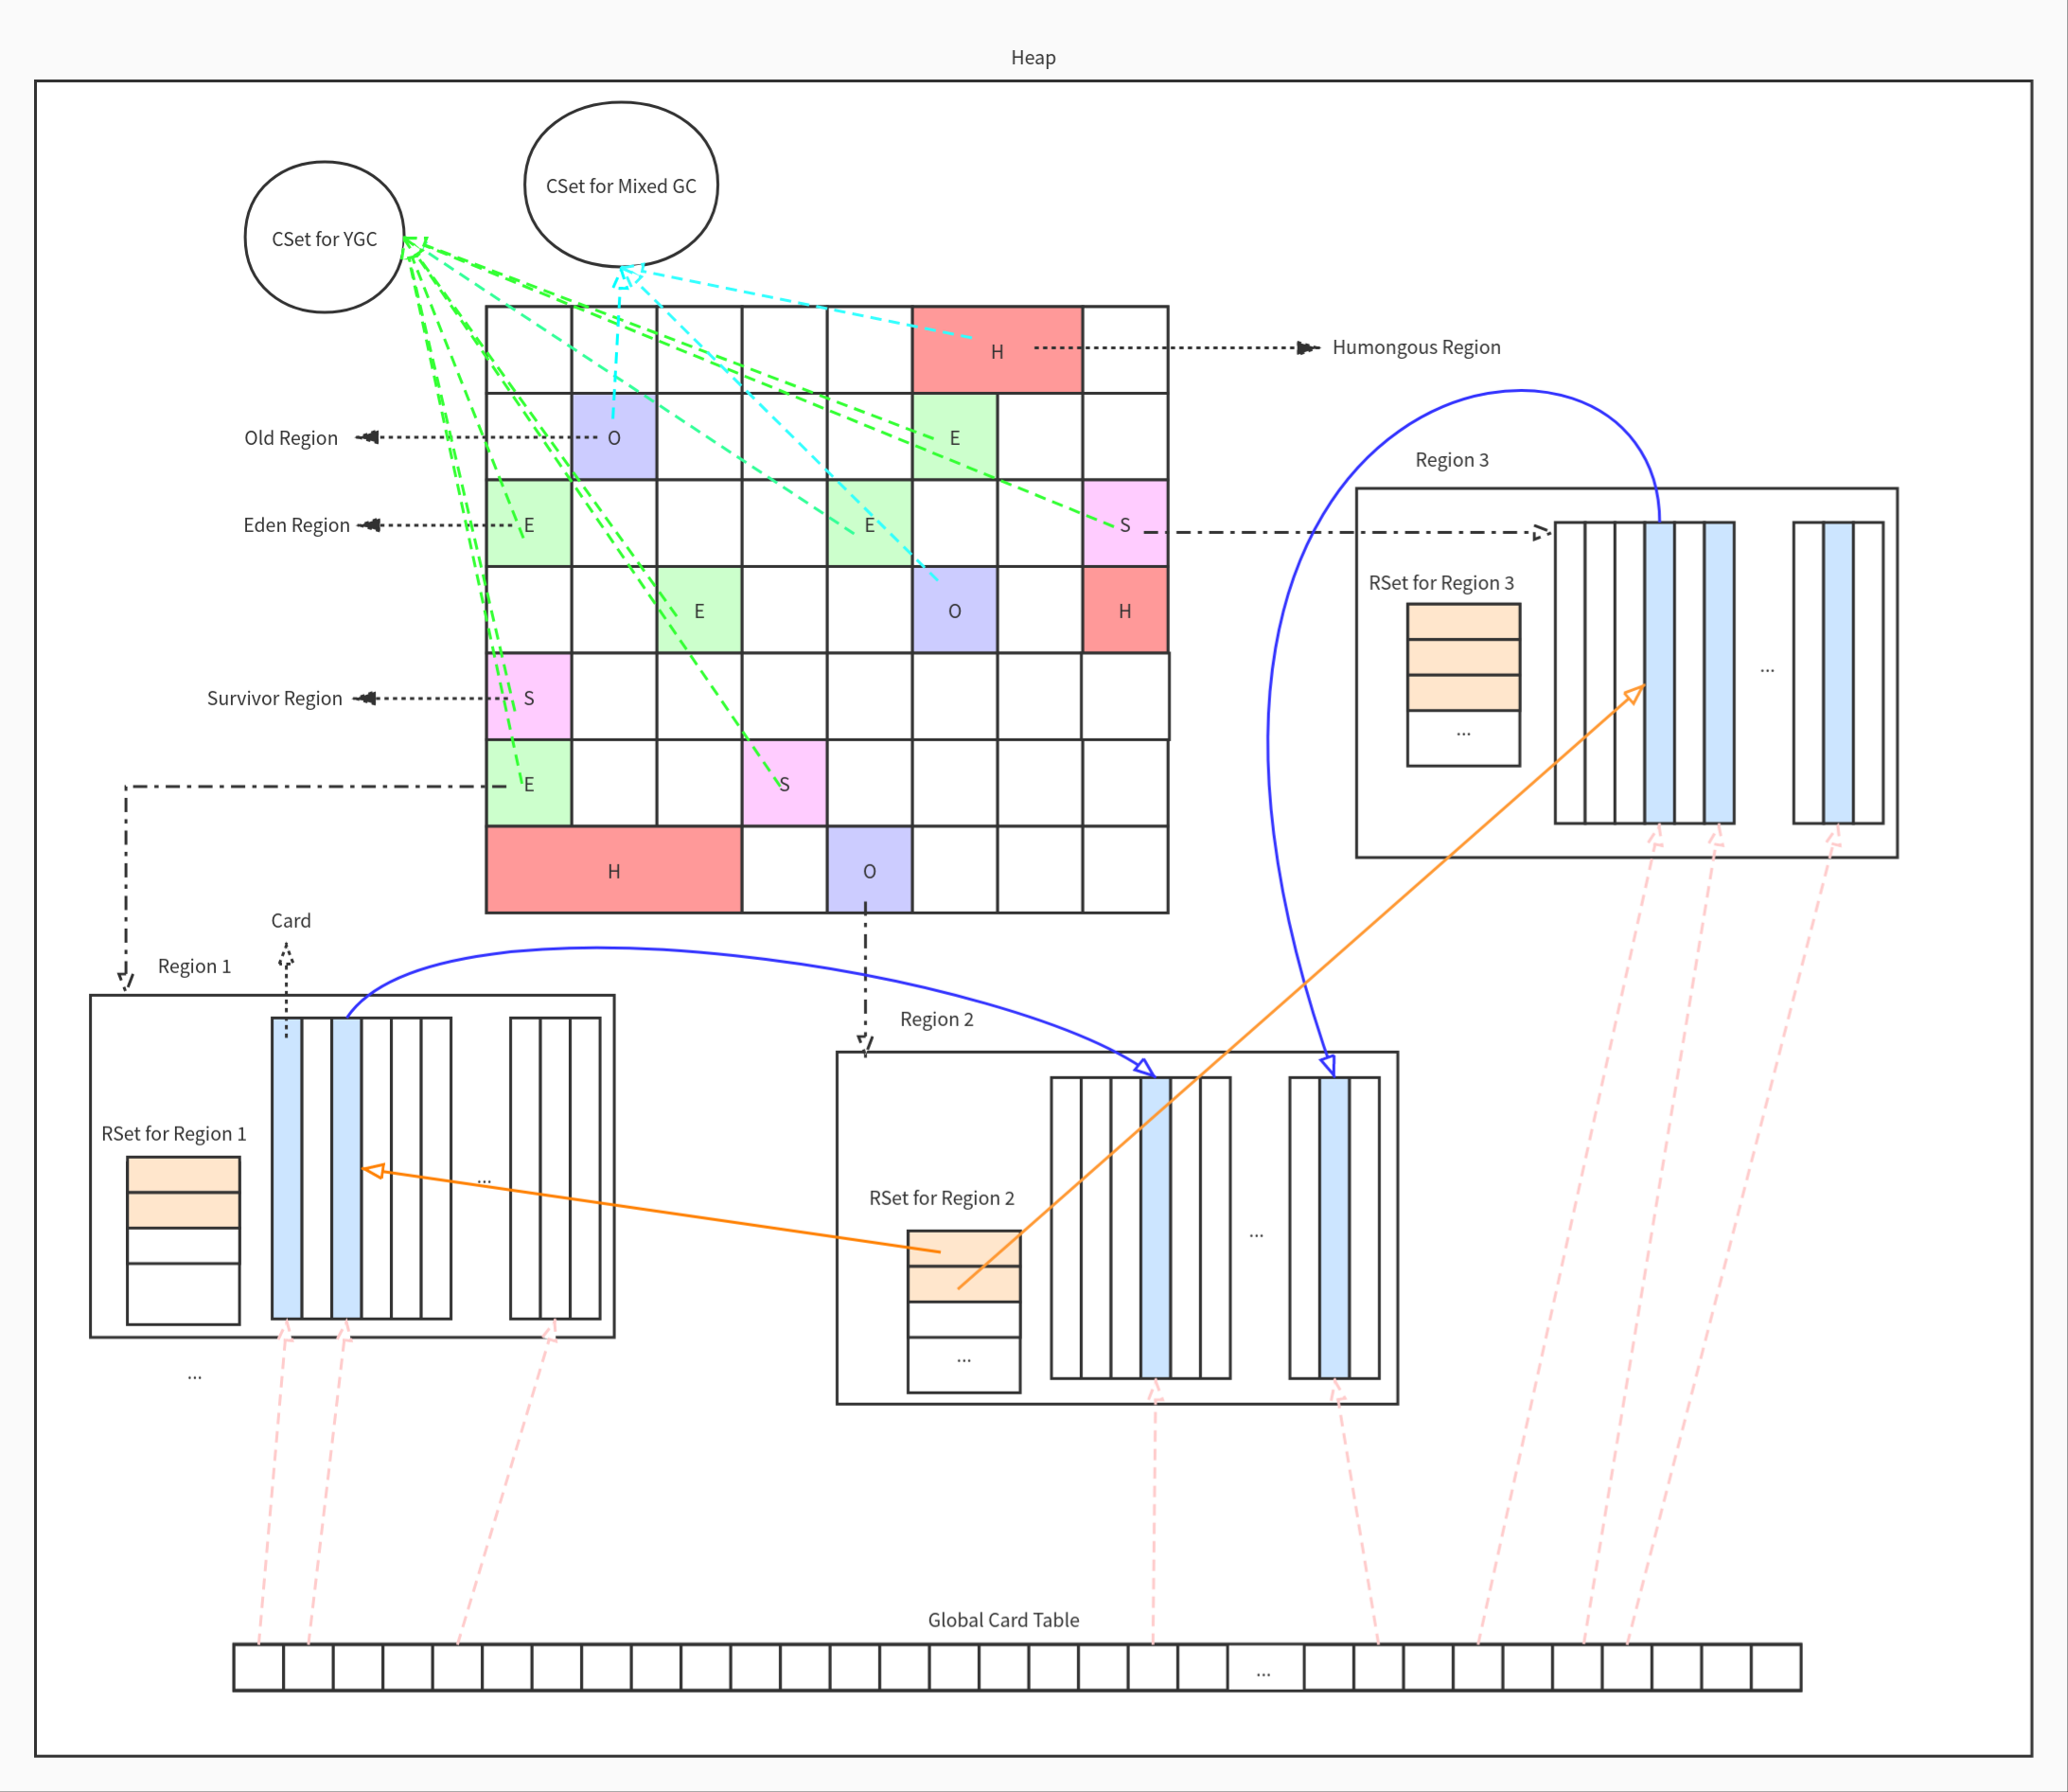 Heap
CSet for Mixed GC
CSet for YGC
H
Humongous Region
Old Region
O
E
Region 3
Eden Region
E
E
S
RSet for Region 3
E
O
H
...
...
Survivor Region
S
E
S
H
O
Card
Region 1
Region 2
RSet for Region 1
...
RSet for Region 2
...
...
...
Global Card Table
...